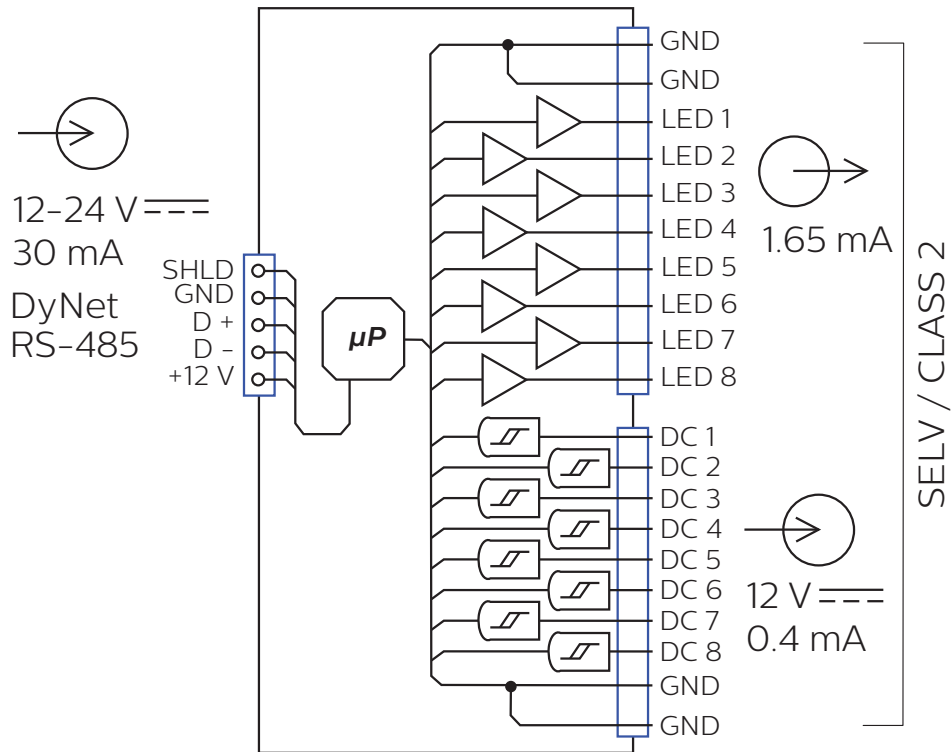 12-24 V
30 mA
DyNet
RS-485
SHLD
GND
D +
D -
+12 V
µP
GND
GND
LED 1
LED 2
LED 3
LED 4
LED 5
LED 6
LED 7
LED 8
DC 1
DC 2
DC 3
DC 4
DC 5
DC 6
DC 7
DC 8
GND
GND
1.65 mA
12 V
0.4 mA
SELV / CLASS 2